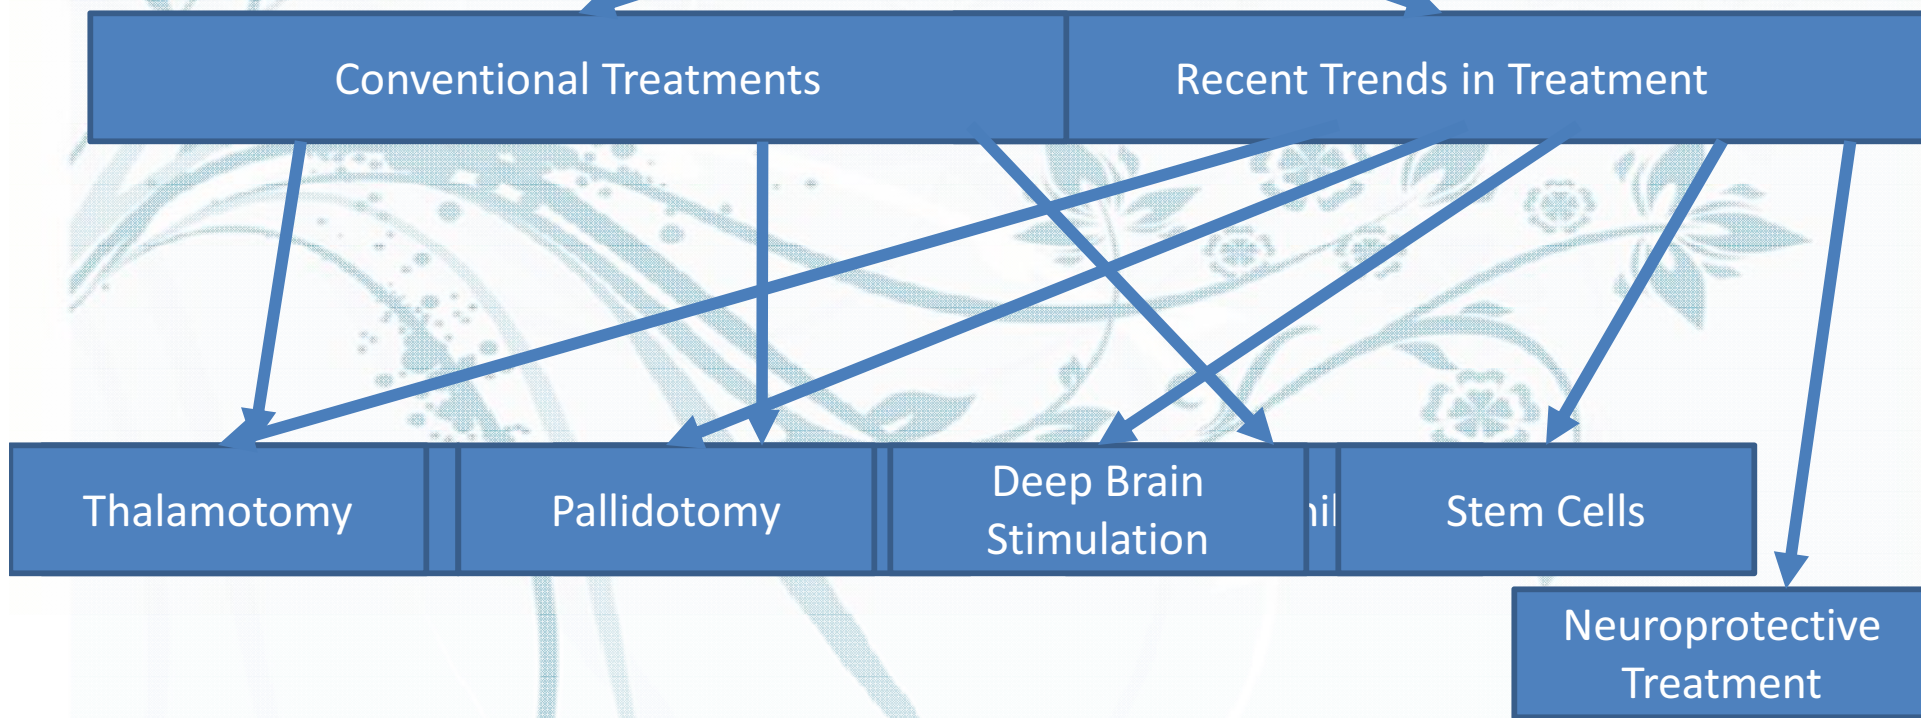 Conventional Treatments
Recent Trends in Treatment
Thalamotomy
Pallidotomy
Deep Brain
Stimulation
Stem Cells
Neuroprotective
Treatment